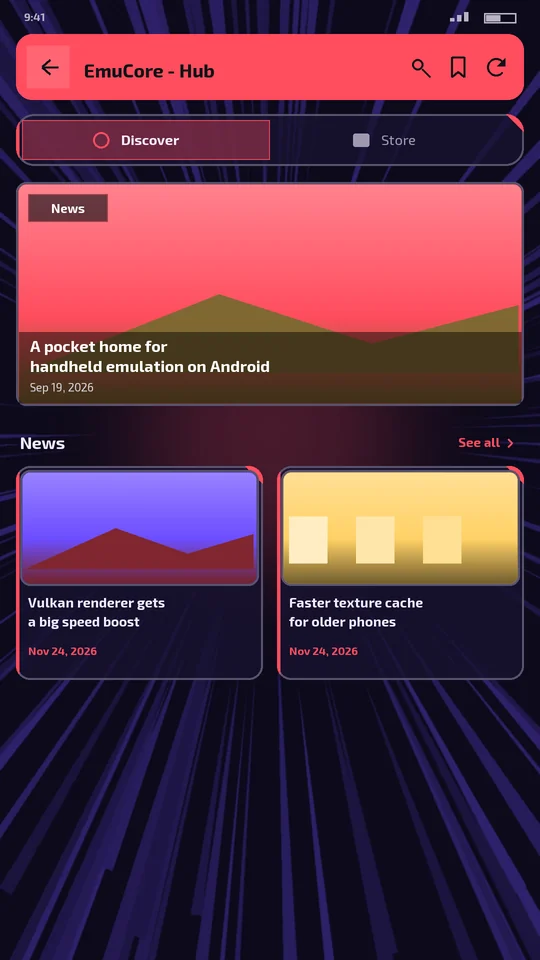 9:41
EmuCore - Hub
Discover
Store
News
A pocket home for
handheld emulation on Android
Sep 19, 2026
News
See all
Vulkan renderer gets
a big speed boost
Nov 24, 2026
Faster texture cache
for older phones
Nov 24, 2026